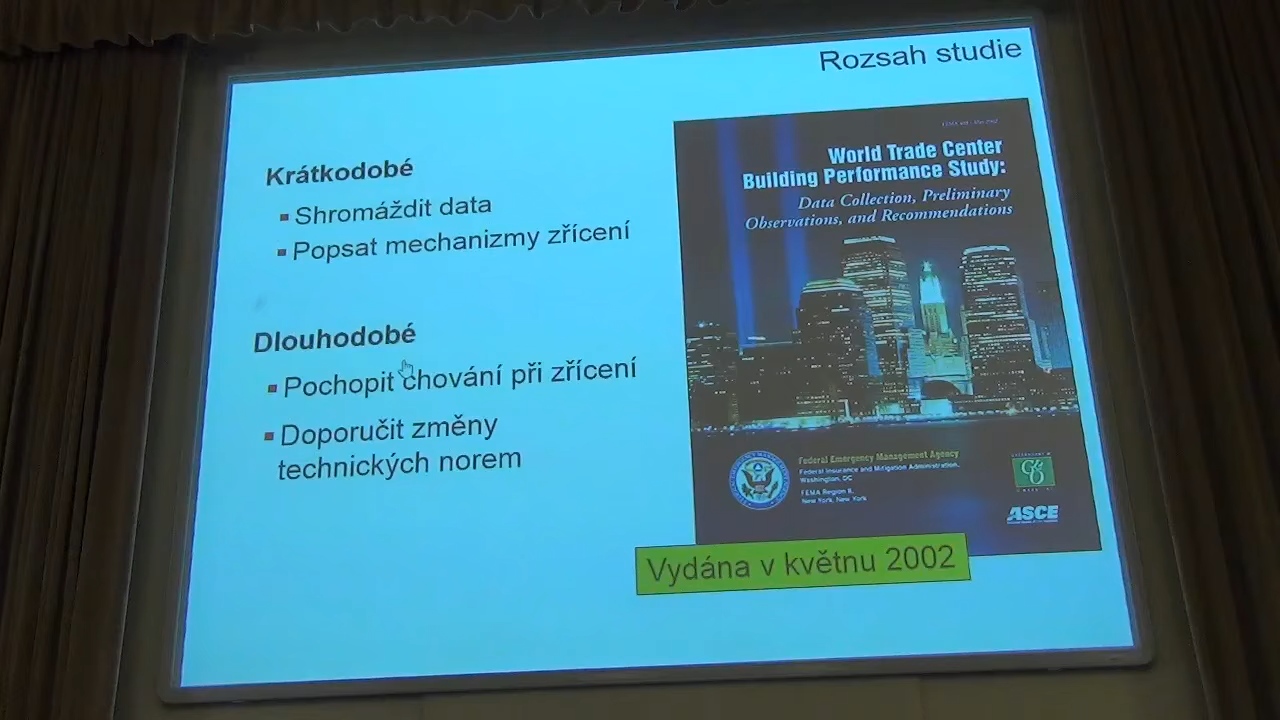 Rozsah studie
Krátkodobé
Shromáždit data
Popsat mechanizmy zřícení
Dlouhodobé
Pochopit chování při zřícení
Doporučit změny
technických norem
World Trade Center
Building Performance Study:
Data Collection, Preliminary
Observations, and Recommendations
Federal Emergency Management Agency
Federal Insurance and Mitigation Administration,
Washington, DC
FEMA Region II,
New York, New York
ASCE
Vydána v květnu 2002